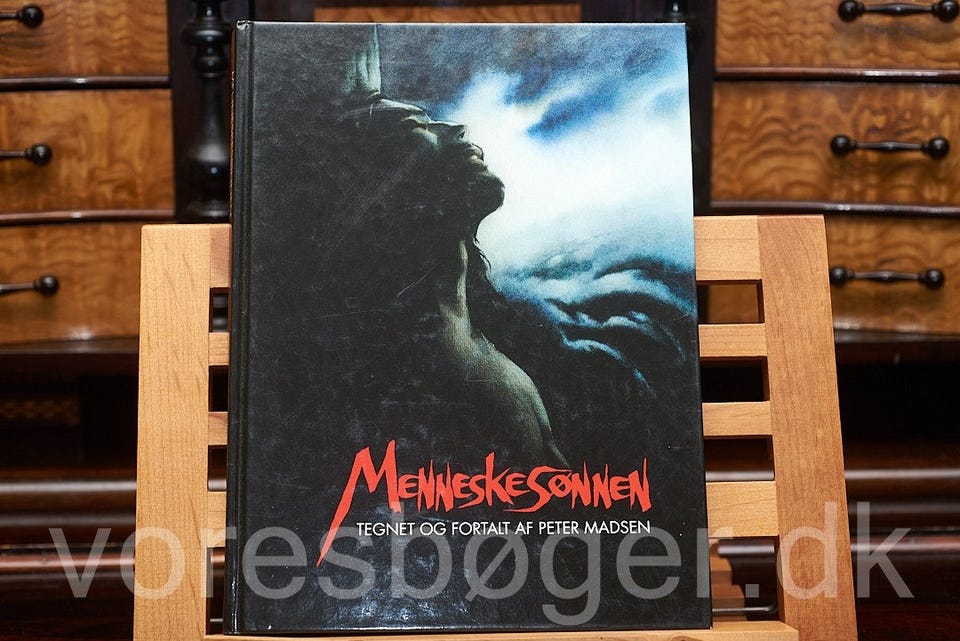 MENNESKESØNNEN
TEGNET OG FORTALT AF PETER MADSEN
voresbøger.dk